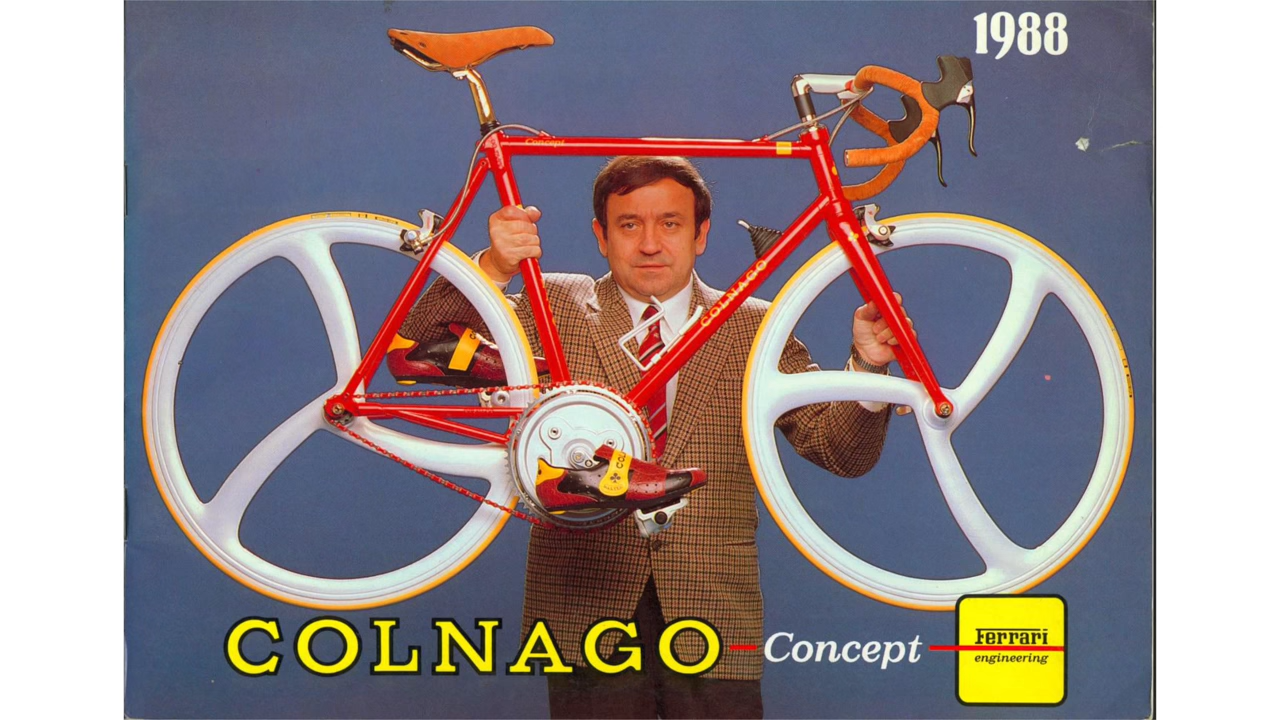 1988
Concept
COLNAGO
COLNAGO
Concept
Ferrari
engineering